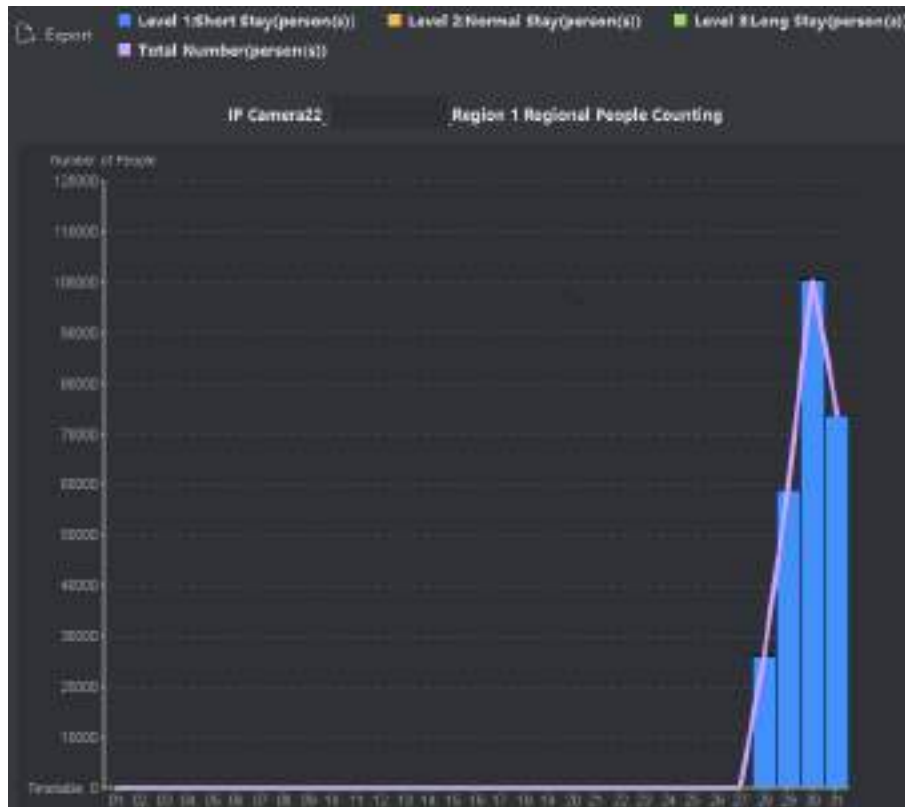 Export
Level 1:Short Stay(person(s))
Level 2:Normal Stay(person(s))
Level 3:Long Stay(person(s))
Total Number(person(s))
IP Camera22_ _Region 1 Regional People Counting
Number of People
120000
110000
100000
90000
80000
70000
60000
50000
40000
30000
20000
10000
Timetable 0
01 02 03 04 05 06 07 08 09 10 11 12 13 14 15 16 17 18 19 20 21 22 23 24 25 26 27 28 29 30 31